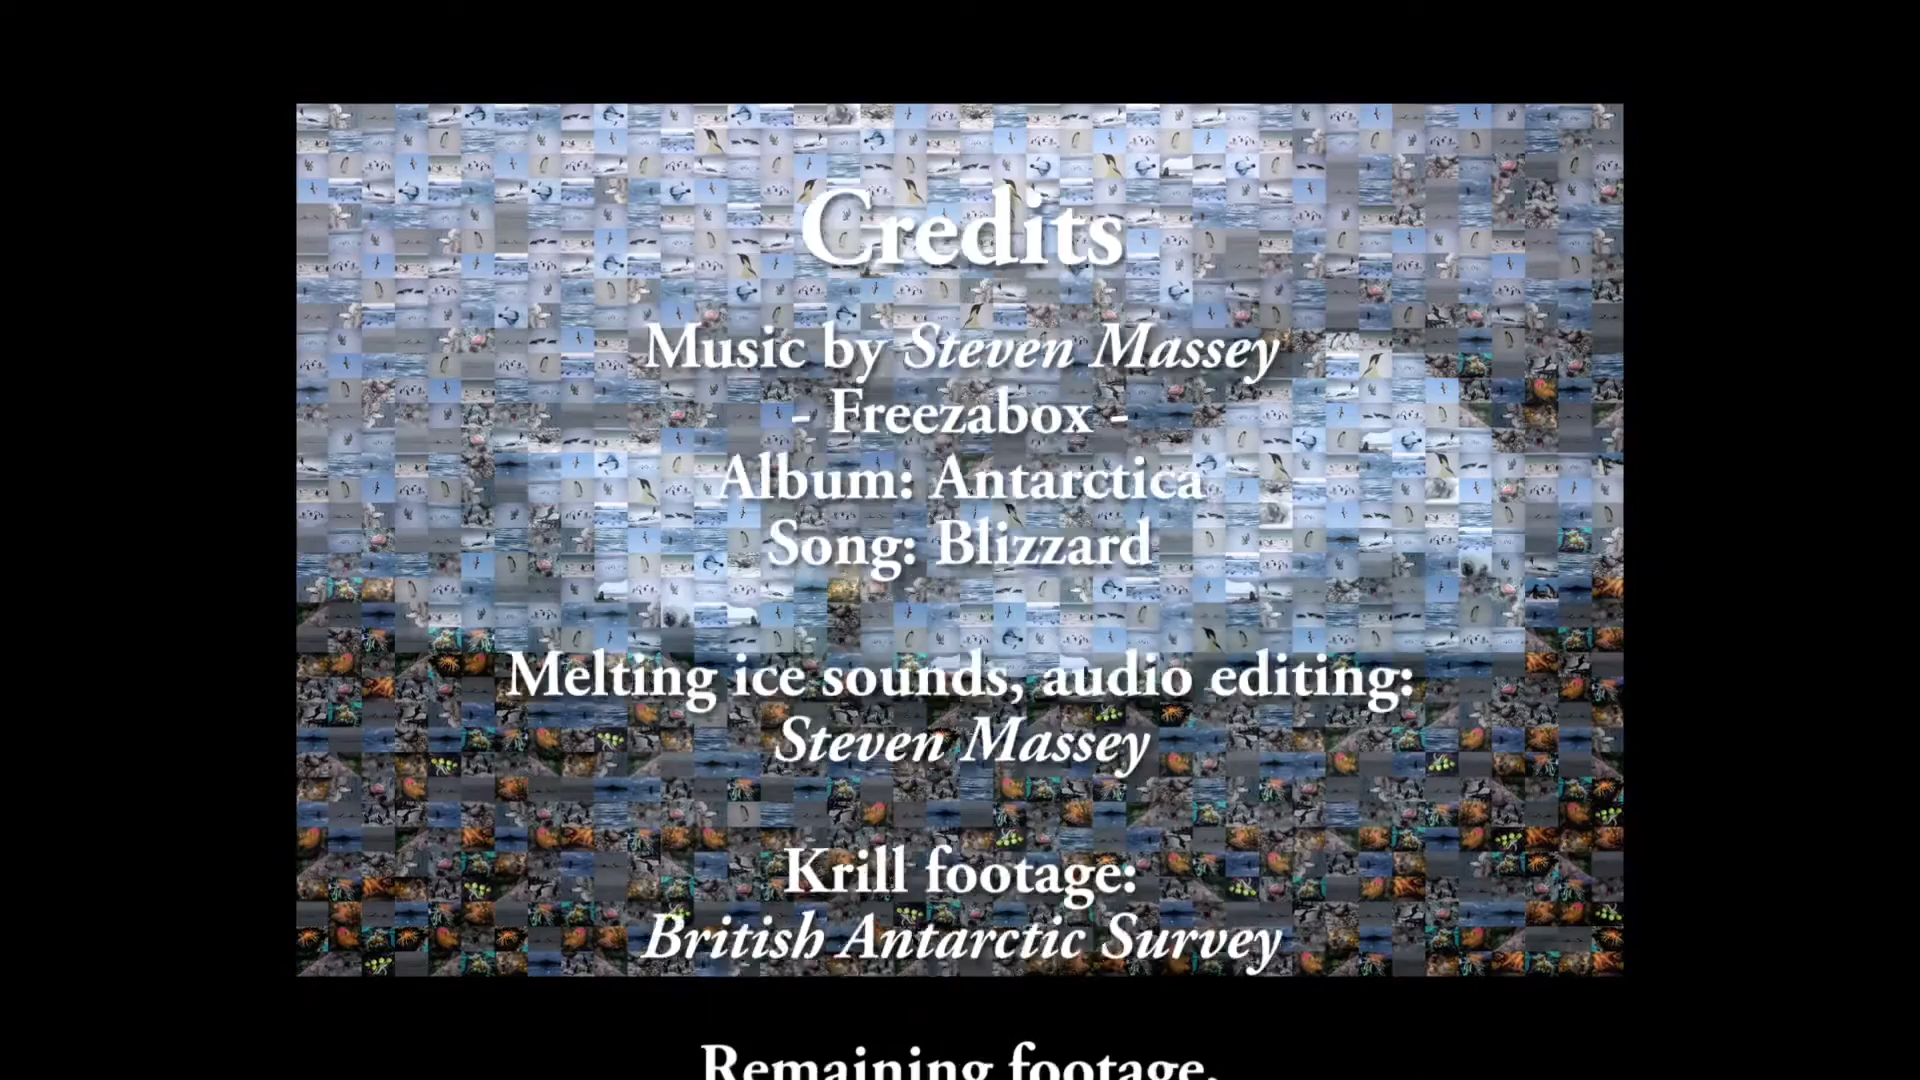 Credits
Music by Steven Massey
- Freezabox -
Album: Antarctica
Song: Blizzard
Melting ice sounds, audio editing:
Steven Massey
Krill footage:
British Antarctic Survey
Remaining footage,